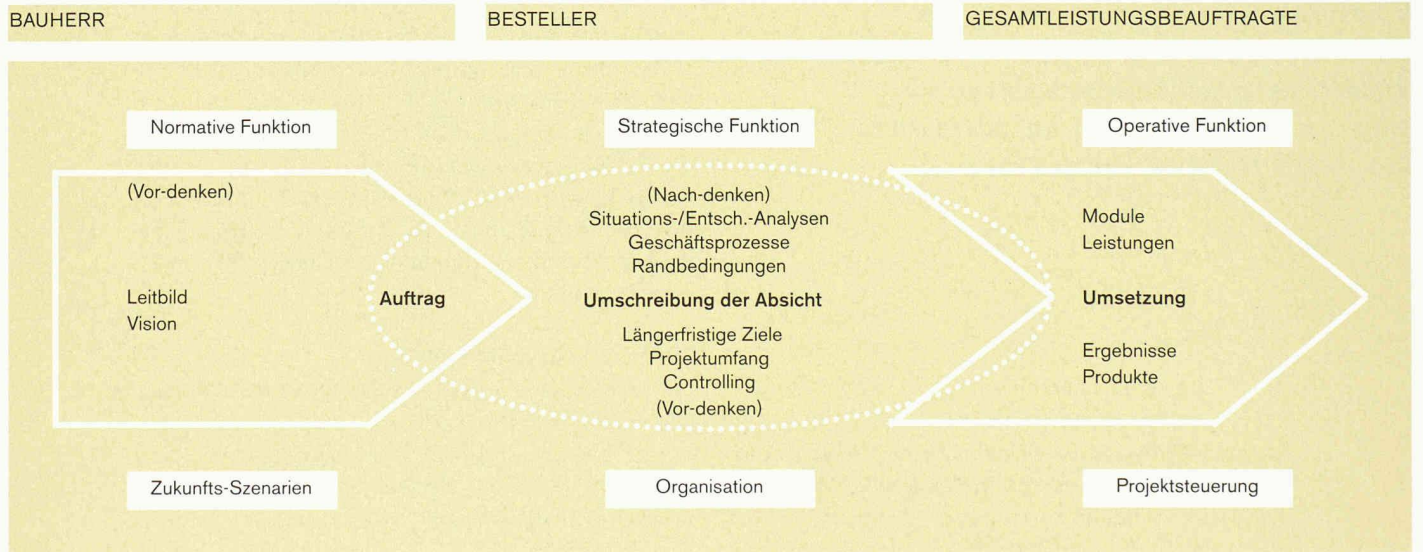 BAUHERR
BESTELLER
GESAMTLEISTUNGSBEAUFTRAGTE
Normative Funktion
Strategische Funktion
Operative Funktion
(Vor-denken)
Leitbild
Vision
Auftrag
(Nach-denken)
Situations-/Entsch.-Analysen
Geschäftsprozesse
Randbedingungen
Umschreibung der Absicht
Längerfristige Ziele
Projektumfang
Controlling
(Vor-denken)
Module
Leistungen
Umsetzung
Ergebnisse
Produkte
Zukunfts-Szenarien
Organisation
Projektsteuerung